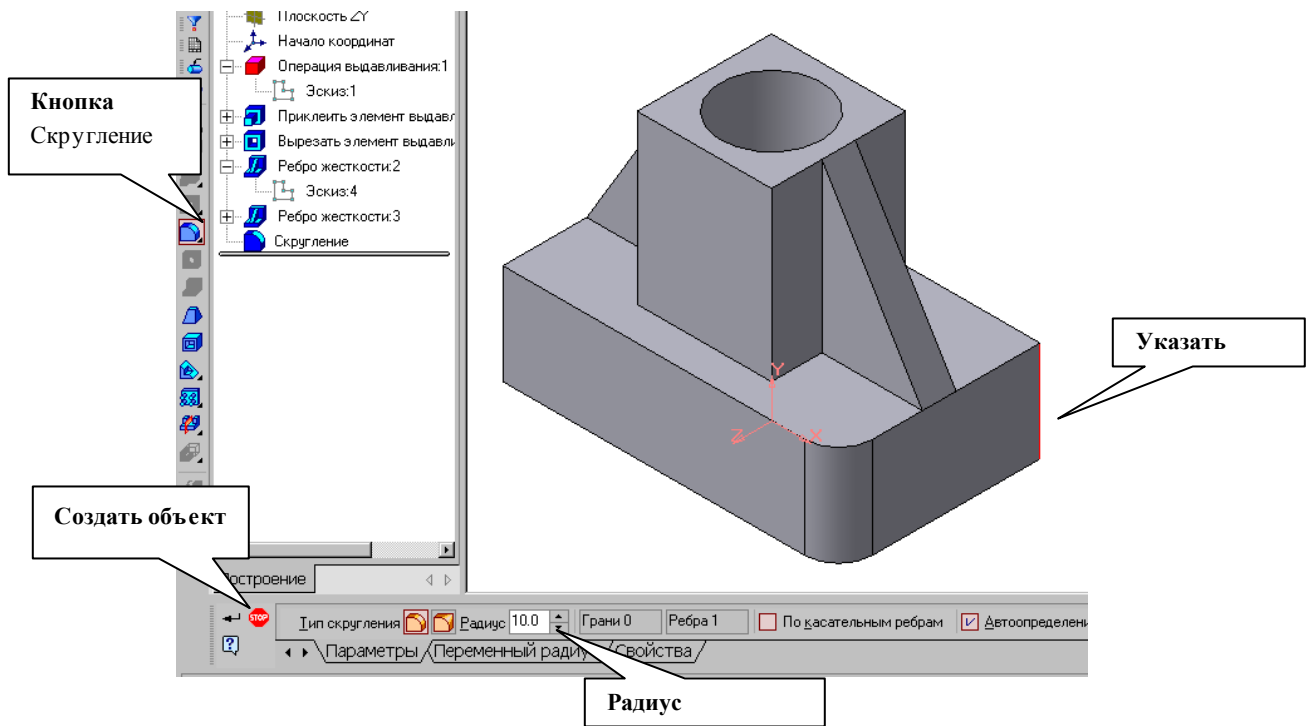 Плоскость ZY
Начало координат
Операция выдавливания:1
Эскиз:1
Приклеить элемент выдавл
Вырезать элемент выдавли
Ребро жесткости:2
Эскиз:4
Ребро жесткости:3
Скругление
Кнопка
Скругление
Указать
Создать объект
Y
Z
X
Построение
STOP
Тип скругления Радиус 10.0 Грани 0 Ребра 1 По касательным ребрам Автоопределени
Параметры Переменный радиу Свойства
Радиус